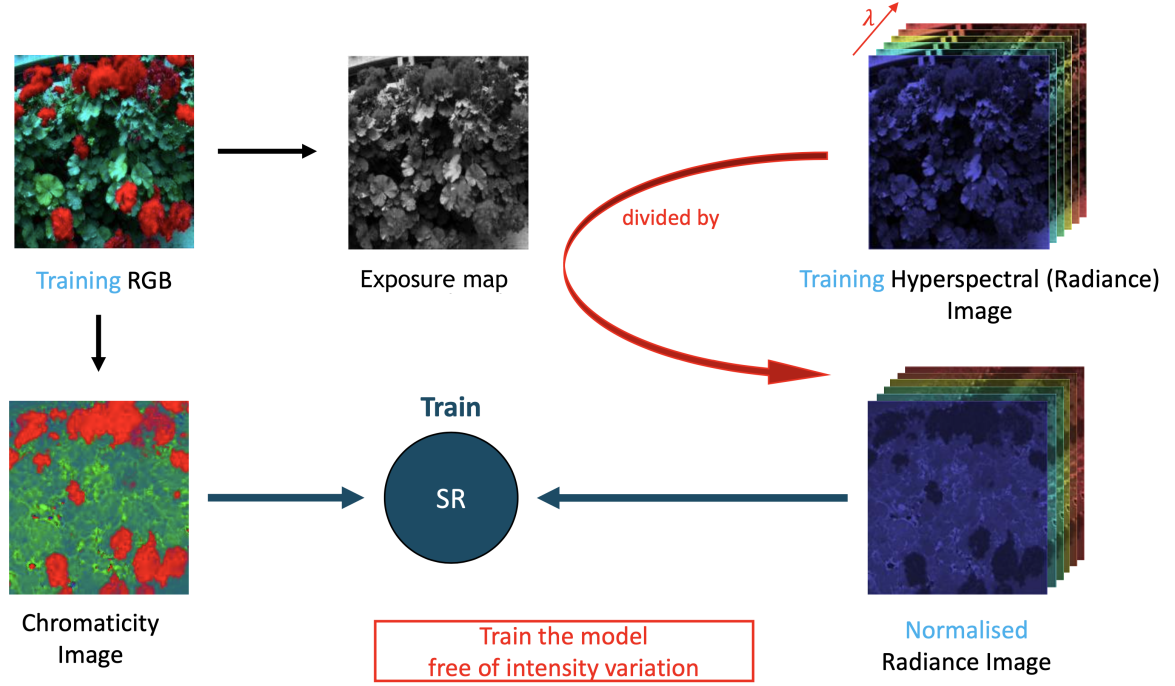 λ
Training RGB
Exposure map
divided by
Training Hyperspectral (Radiance)
Image
Train
SR
Chromaticity
Image
Train the model
free of intensity variation
Normalised
Radiance Image